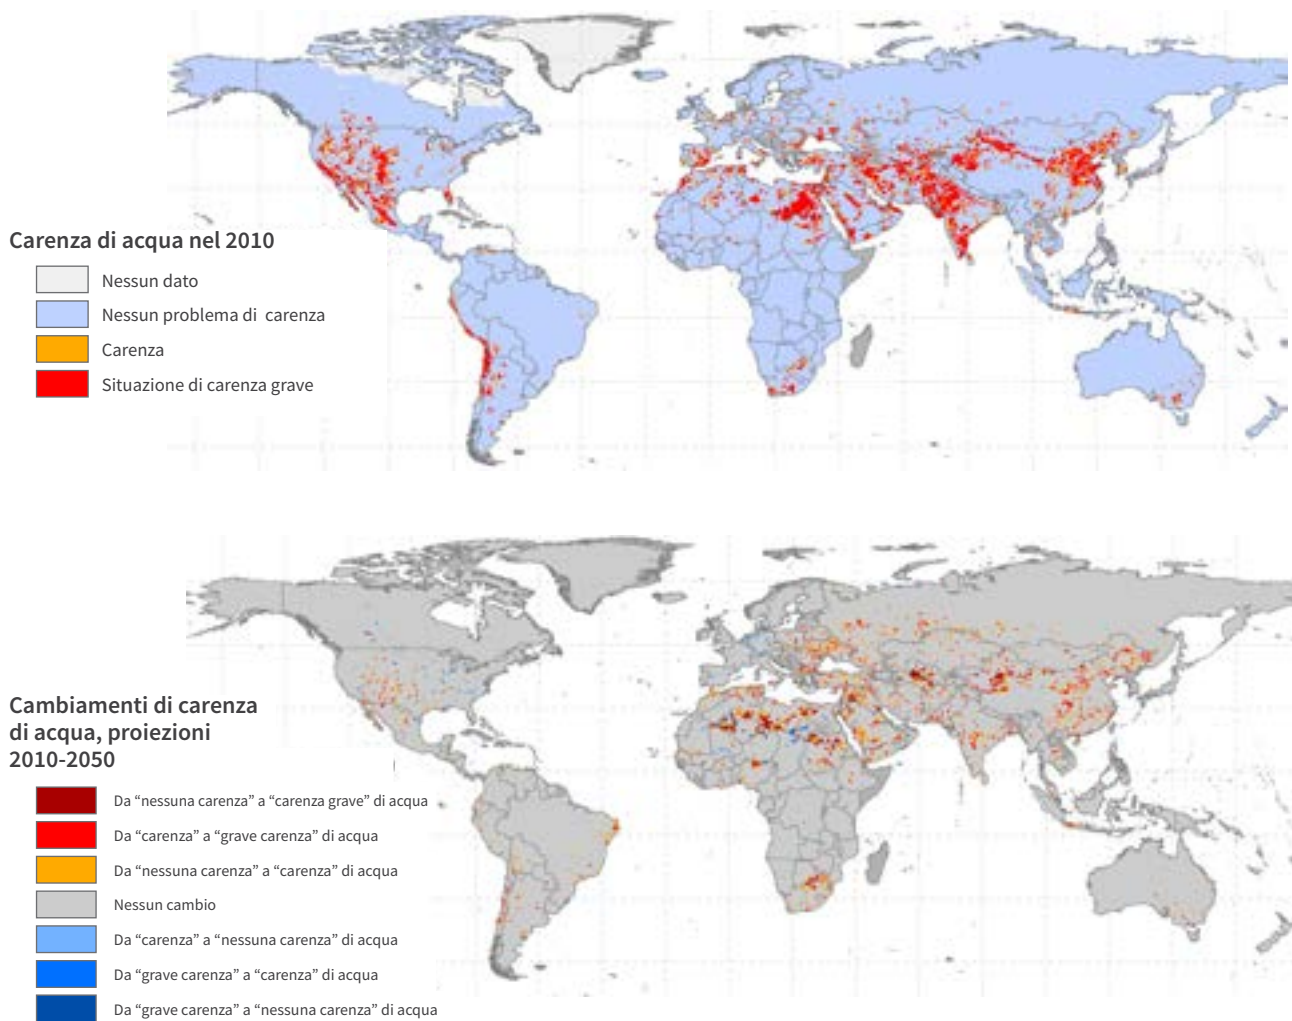 Carenza di acqua nel 2010
Nessun dato
Nessun problema di carenza
Carenza
Situazione di carenza grave
Cambiamenti di carenza
di acqua, proiezioni
2010-2050
Da “nessuna carenza” a “carenza grave” di acqua
Da “carenza” a “grave carenza” di acqua
Da “nessuna carenza” a “carenza” di acqua
Nessun cambio
Da “carenza” a “nessuna carenza” di acqua
Da “grave carenza” a “carenza” di acqua
Da “grave carenza” a “nessuna carenza” di acqua